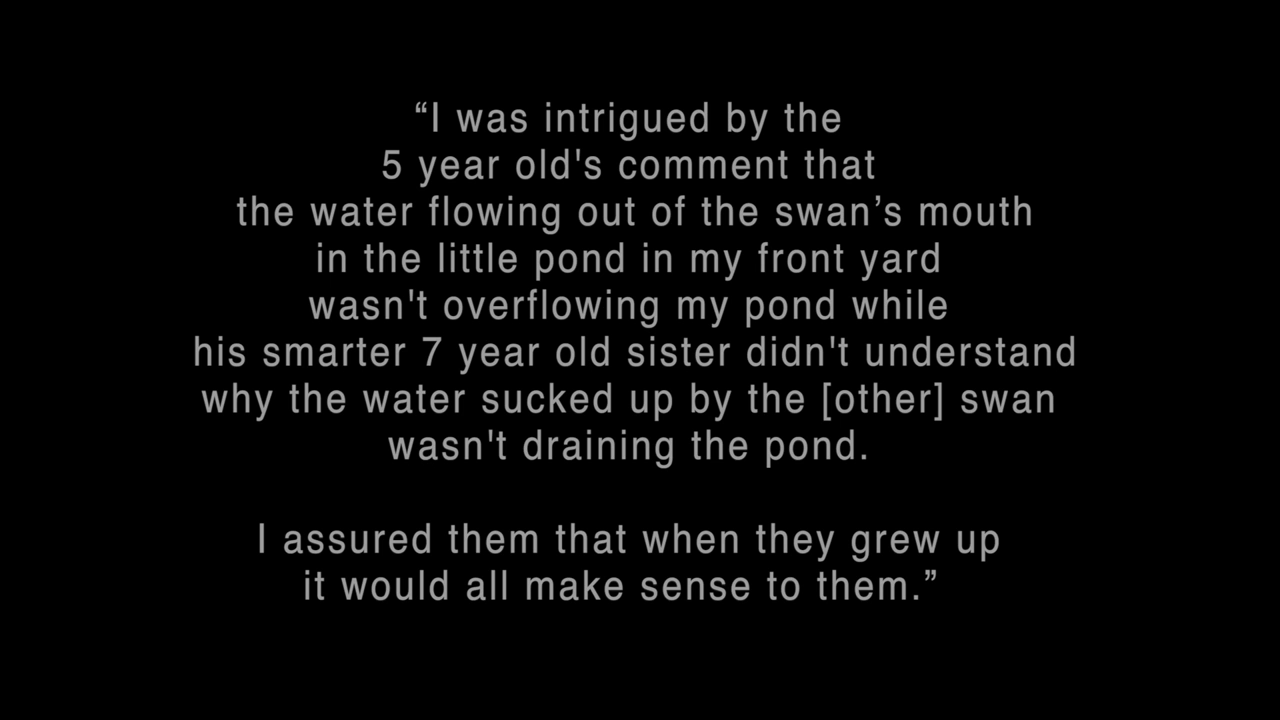 “I was intrigued by the
5 year old's comment that
the water flowing out of the swan’s mouth
in the little pond in my front yard
wasn't overflowing my pond while
his smarter 7 year old sister didn't understand
why the water sucked up by the [other] swan
wasn't draining the pond.
I assured them that when they grew up
it would all make sense to them.”